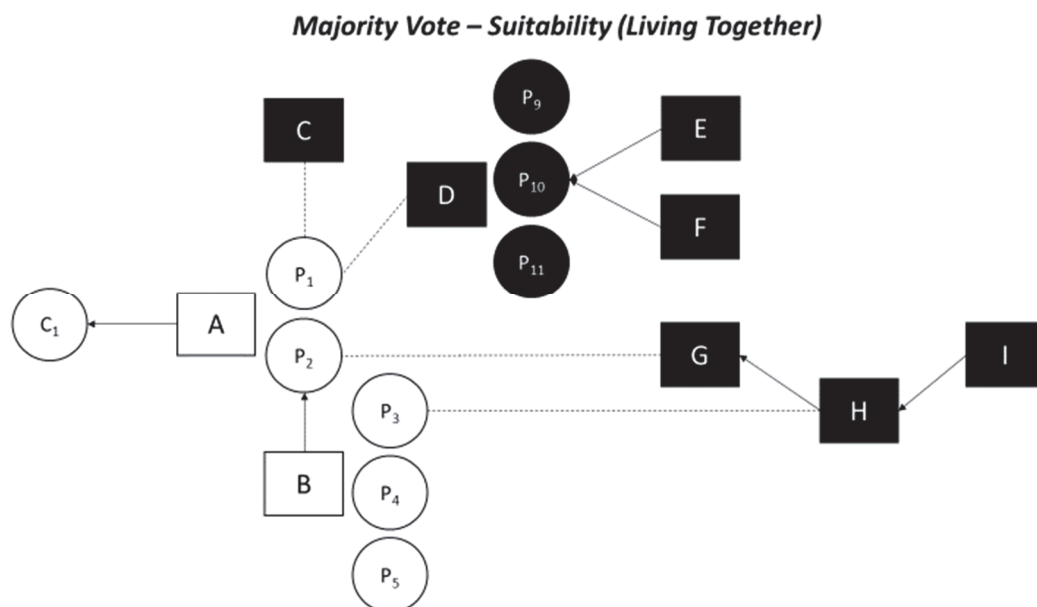 Majority Vote – Suitability (Living Together)
P9
C
E
P10
D
F
P11
P1
C1
A
P2
G
I
P3
H
B
P4
P5